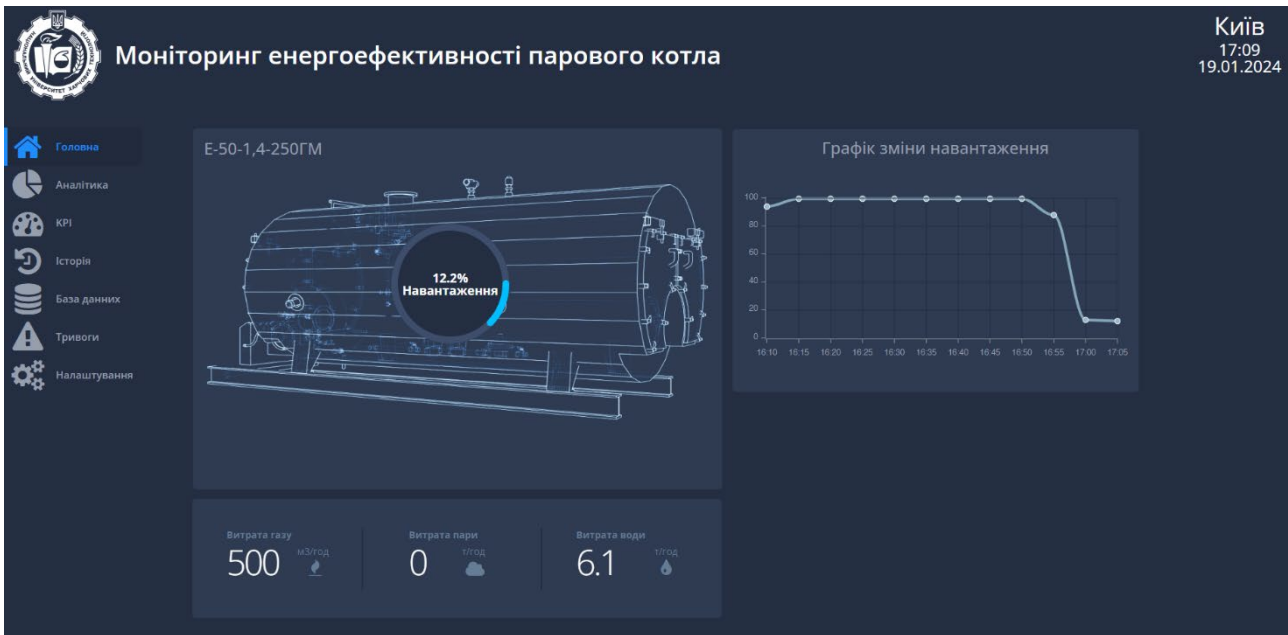 Моніторинг енергоефективності парового котла
Київ
17:09
19.01.2024
Головна
Аналітика
KPI
Історія
База данних
Тривоги
Налаштування
Е-50-1,4-250ГМ
12.2%
Навантаження
Графік зміни навантаження
100
80
60
40
20
0
16:10 16:15 16:20 16:25 16:30 16:35 16:40 16:45 16:50 16:55 17:00 17:05
Витрата газу
500 м3/год
Витрата пари
0 т/год
Витрата води
6.1 т/год